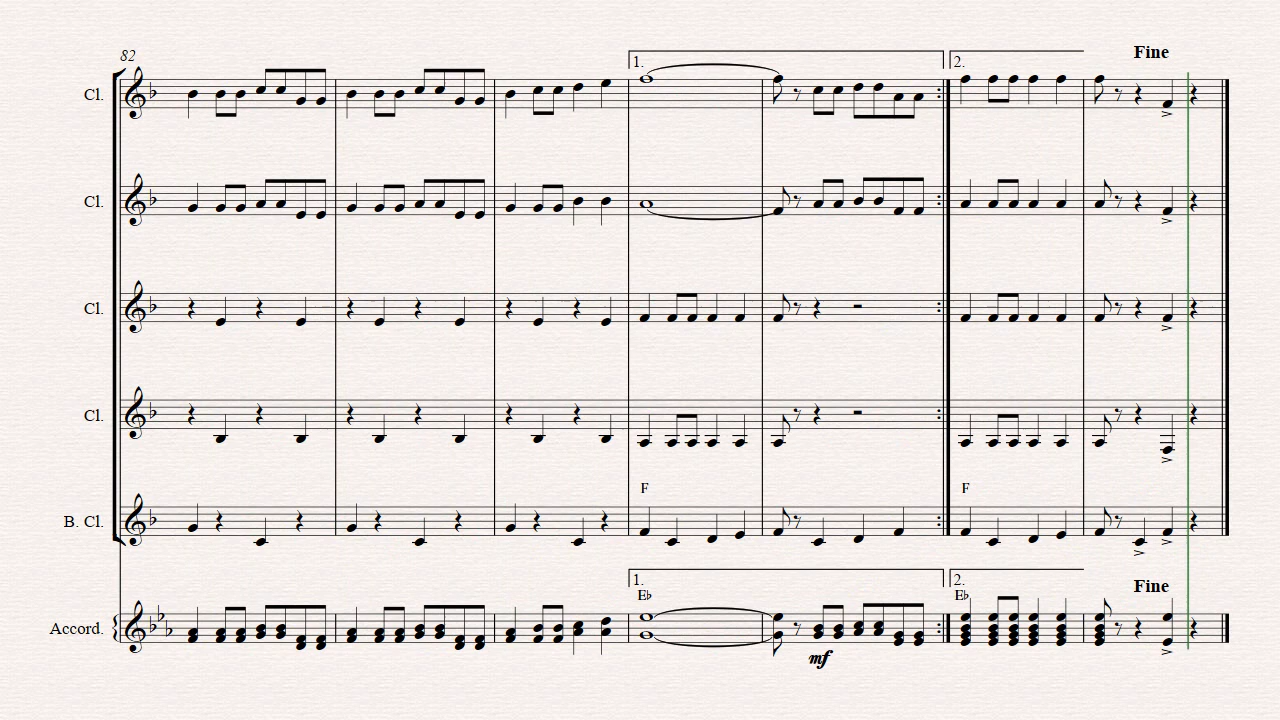 82
1. 2. Fine
Cl.
Cl.
Cl.
Cl.
F F
B. Cl.
1. 2. Fine
E♭ E♭
Accord.
mf